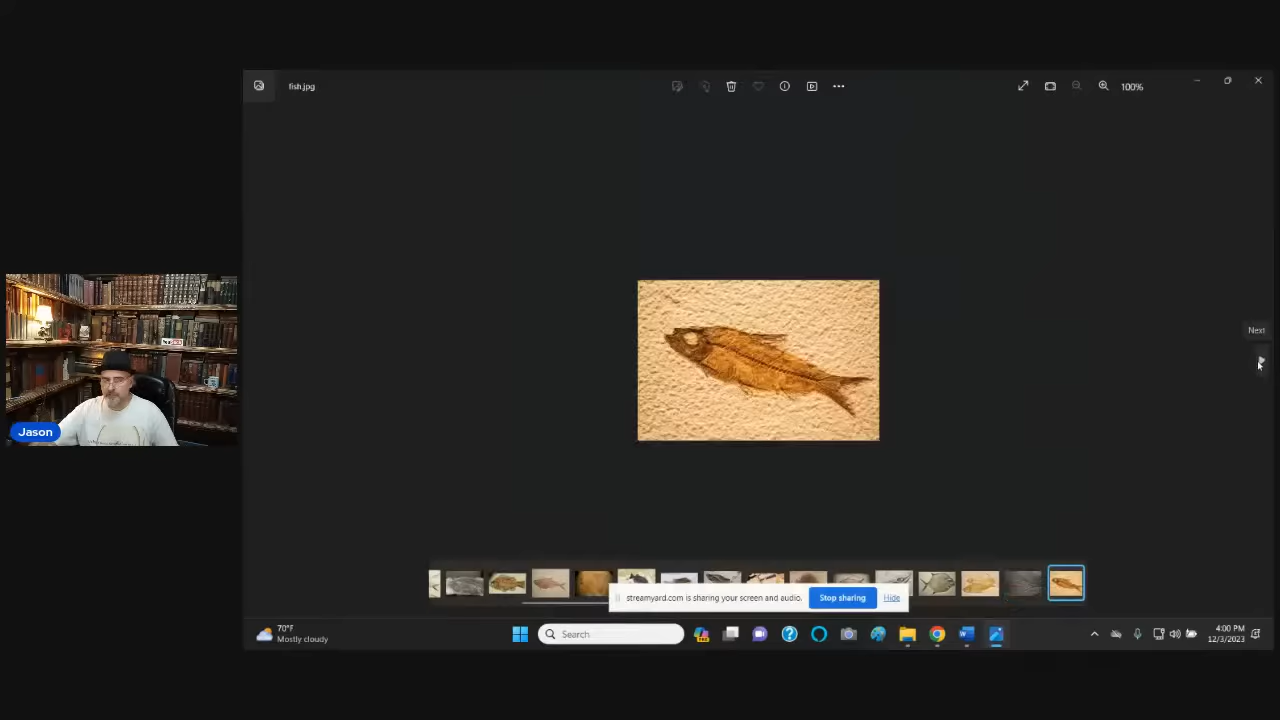 fish.jpg
100%
Next
Jason
streamyard.com is sharing your screen and audio.
Stop sharing
Hide
70°F
Mostly cloudy
Search
4:00 PM
12/3/2023